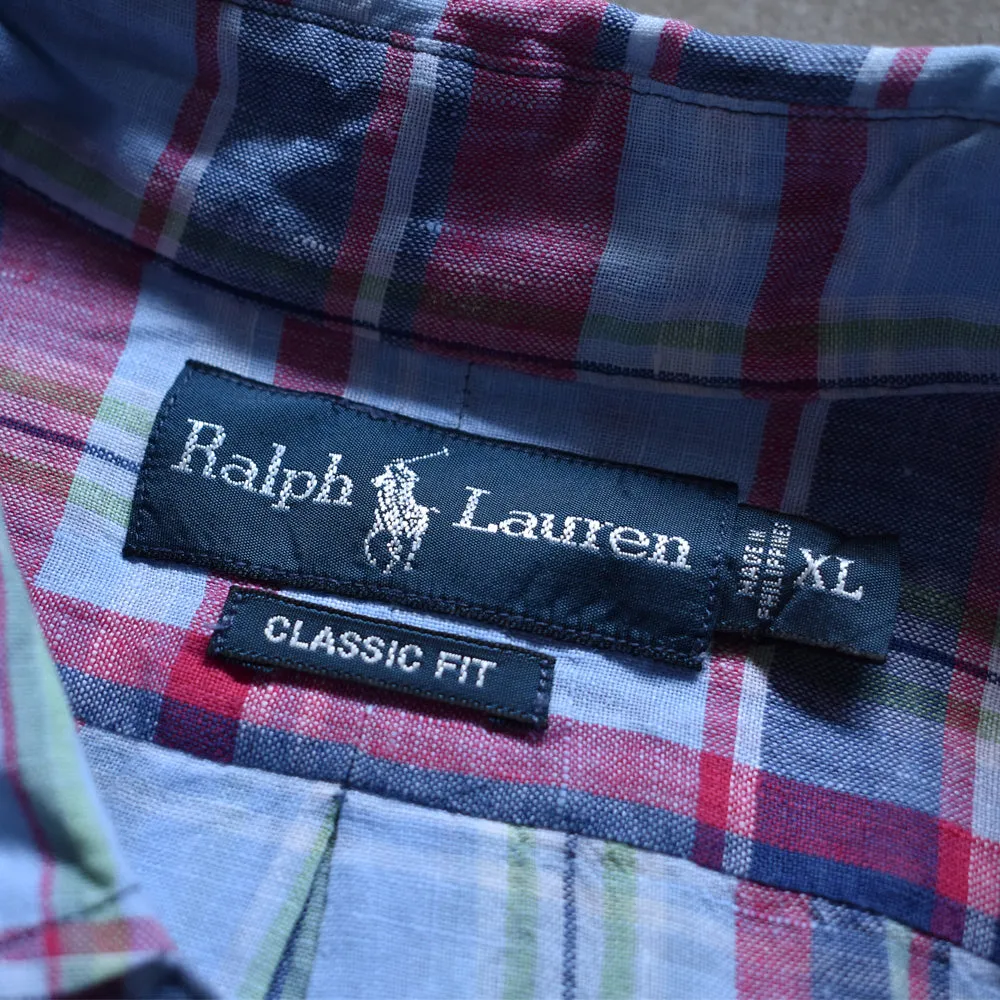 Ralph Lauren
MADE IN
PHILIPPINES
XL
CLASSIC FIT